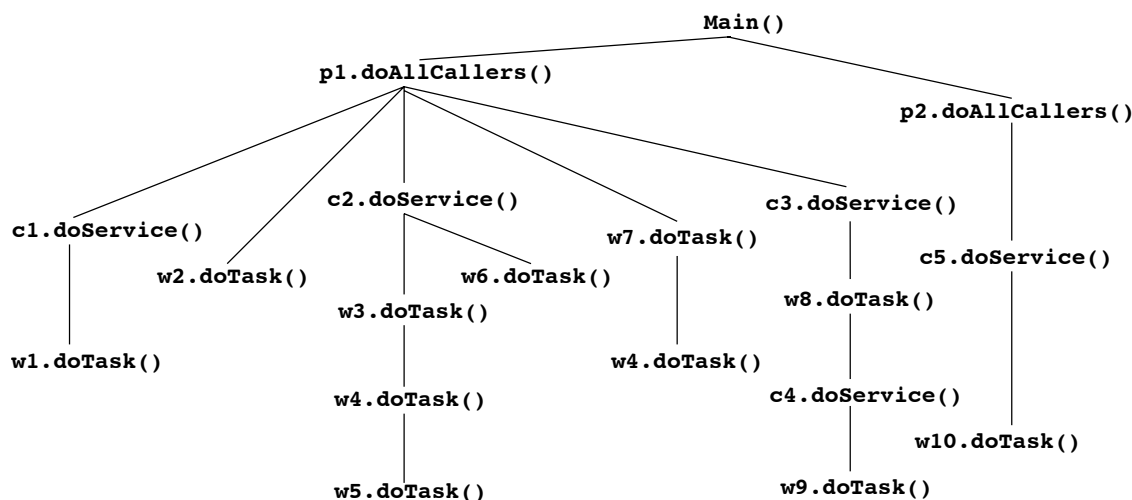 Main()
p1.doAllCallers()
p2.doAllCallers()
c1.doService()
c2.doService()
c3.doService()
w2.doTask()
w6.doTask()
w7.doTask()
c5.doService()
w3.doTask()
w8.doTask()
w1.doTask()
w4.doTask()
w4.doTask()
c4.doService()
w10.doTask()
w5.doTask()
w9.doTask()